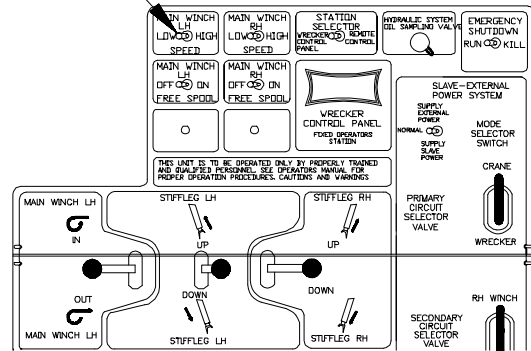 MAIN WINCH
LH
LOW HIGH
SPEED
MAIN WINCH
RH
LOW HIGH
SPEED
STATION
SELECTOR
WRECKER REMOTE
CONTROL CONTROL
PANEL
HYDRAULIC SYSTEM
OIL SAMPLING VALVE
EMERGENCY
SHUTDOWN
RUN KILL
MAIN WINCH
LH
OFF ON
FREE SPOOL
MAIN WINCH
RH
OFF ON
FREE SPOOL
WRECKER
CONTROL PANEL
FIXED OPERATORS
STATION
SLAVE-EXTERNAL
POWER SYSTEM
SUPPLY
EXTERNAL
POWER
NORMAL
SUPPLY
SLAVE
POWER
MODE
SELECTOR
SWITCH
THIS UNIT IS TO BE OPERATED ONLY BY PROPERLY TRAINED
AND QUALIFIED PERSONNEL. SEE OPERATORS MANUAL FOR
PROPER OPERATION PROCEDURES, CAUTIONS AND WARNINGS
CRANE
PRIMARY
CIRCUIT
SELECTOR
VALVE
WRECKER
MAIN WINCH LH
IN
STIFFLEG LH
UP
STIFFLEG RH
UP
OUT
MAIN WINCH LH
DOWN
STIFFLEG LH
DOWN
STIFFLEG RH
RH WINCH
SECONDARY
CIRCUIT
SELECTOR
VALVE